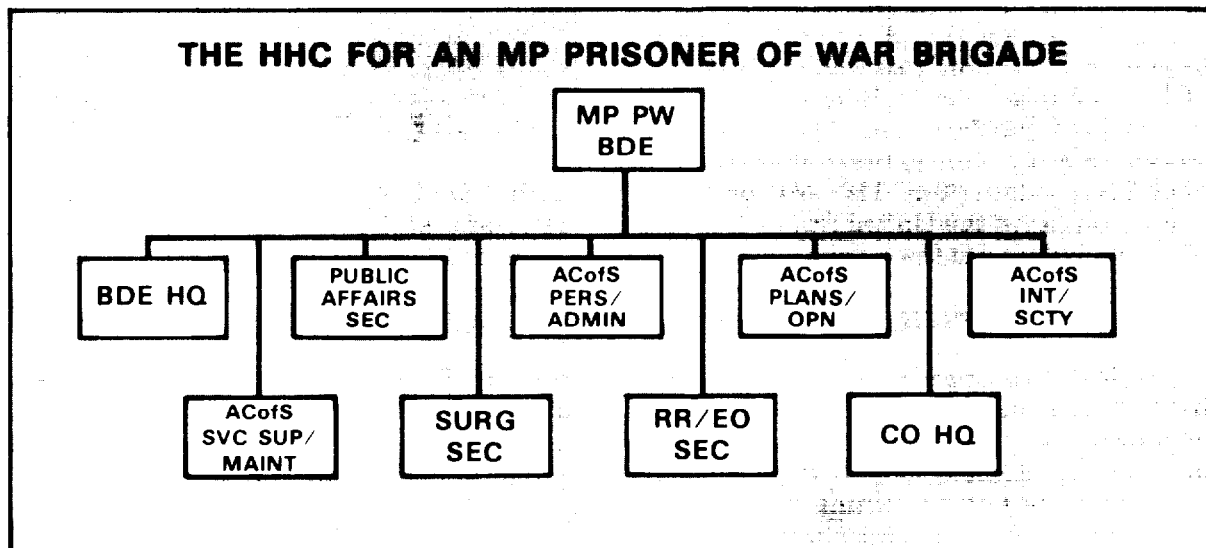 THE HHC FOR AN MP PRISONER OF WAR BRIGADE
MP PW
BDE
BDE HQ
PUBLIC
AFFAIRS
SEC
ACofS
PERS/
ADMIN
ACofS
PLANS/
OPN
ACofS
INT/
SCTY
ACofS
SVC SUP/
MAINT
SURG
SEC
RR/EO
SEC
CO HQ